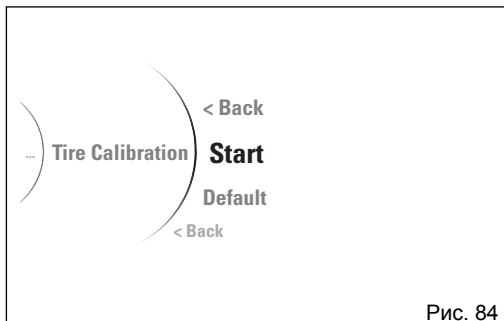 < Back
... Tire Calibration Start
Default
< Back
Рис. 84